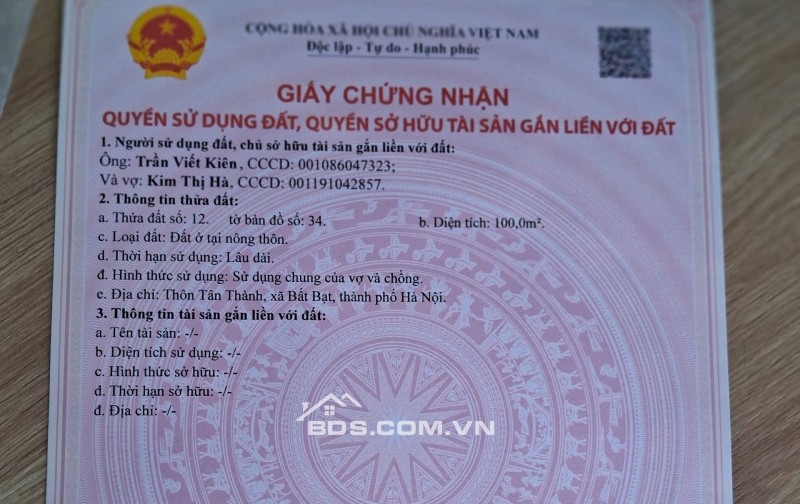 CỘNG HÒA XÃ HỘI CHỦ NGHĨA VIỆT NAM
Độc lập - Tự do - Hạnh phúc
GIẤY CHỨNG NHẬN
QUYỀN SỬ DỤNG ĐẤT, QUYỀN SỞ HỮU TÀI SẢN GẮN LIỀN VỚI ĐẤT
1. Người sử dụng đất, chủ sở hữu tài sản gắn liền với đất:
Ông: Trần Viết Kiên, CCCD: 001086047323;
Và vợ: Kim Thị Hà, CCCD: 001191042857.
2. Thông tin thửa đất:
a. Thửa đất số: 12. tờ bản đồ số: 34. b. Diện tích: 100,0m².
c. Loại đất: Đất ở tại nông thôn.
d. Thời hạn sử dụng: Lâu dài.
đ. Hình thức sử dụng: Sử dụng chung của vợ và chồng.
e. Địa chỉ: Thôn Tân Thành, xã Bất Bạt, thành phố Hà Nội.
3. Thông tin tài sản gắn liền với đất:
a. Tên tài sản: -/-
b. Diện tích sử dụng: -/-
c. Hình thức sở hữu: -/-
d. Thời hạn sở hữu: -/-
đ. Địa chỉ: -/-
BDS.COM.VN